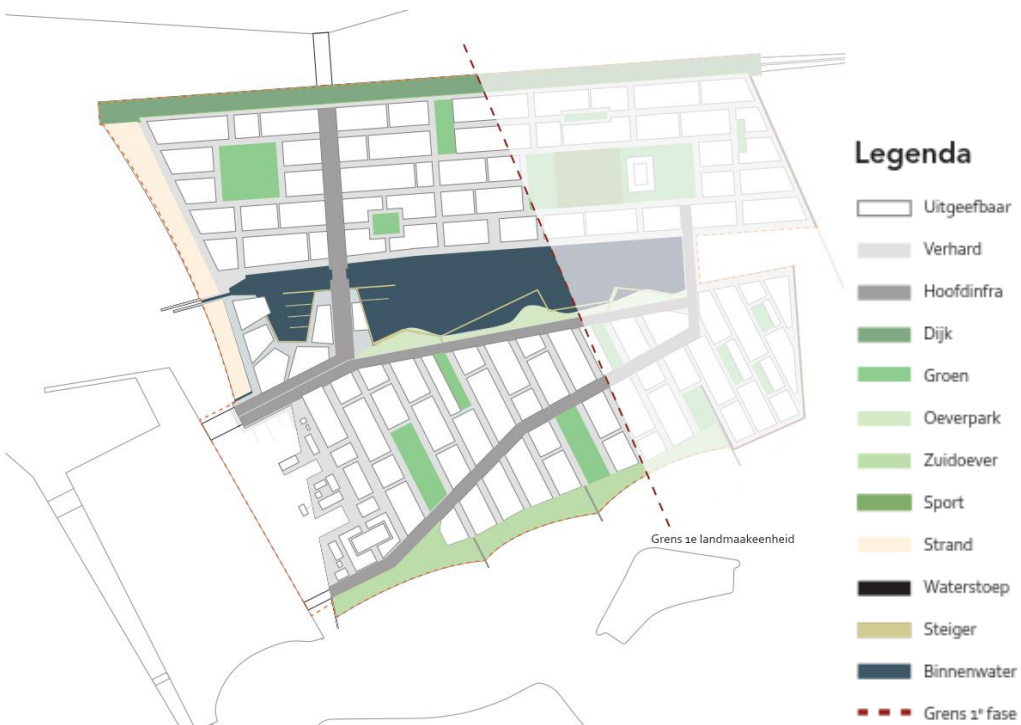 Legenda
Uitgeefbaar
Verhard
Hoofdinfra
Dijk
Groen
Oeverpark
Zuidoever
Sport
Strand
Waterstoep
Steiger
Binnenwater
Grens 1ᵉ fase
Grens 1e landmaakeenheid